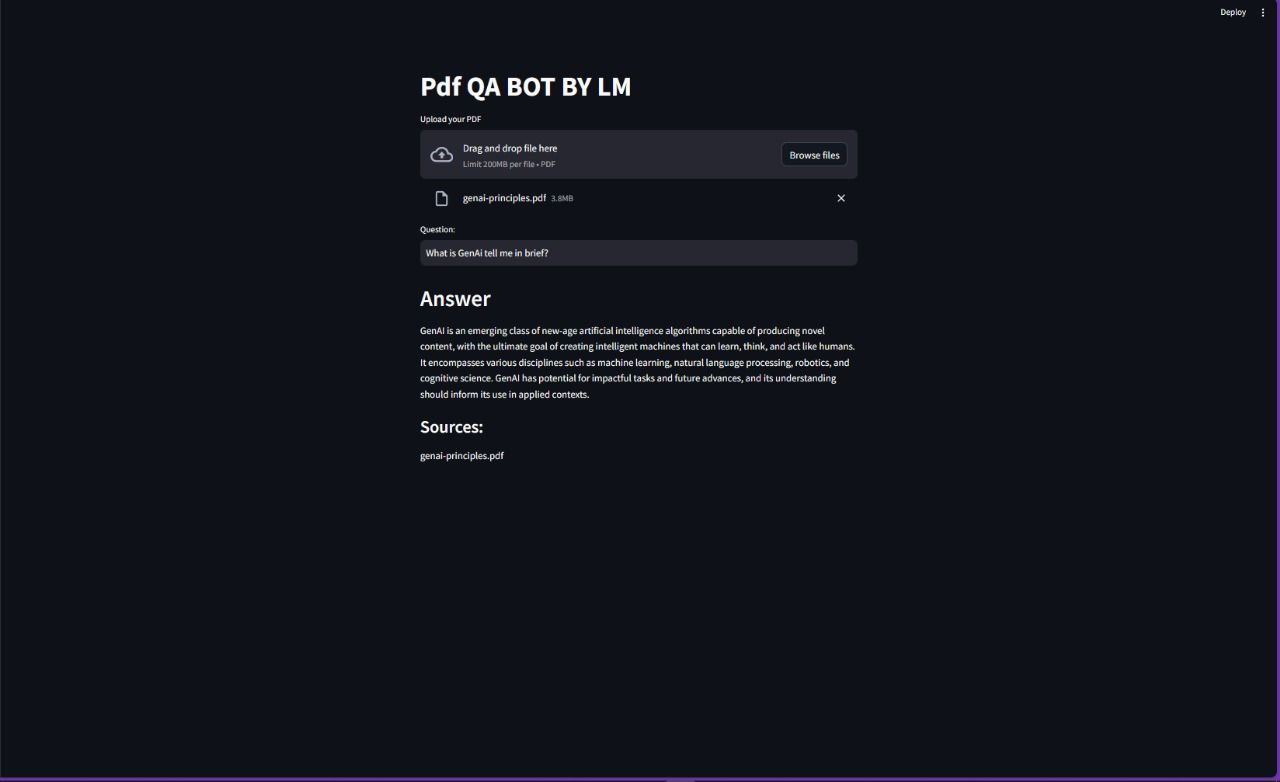 Deploy
Pdf QA BOT BY LM
Upload your PDF
Drag and drop file here
Limit 200MB per file • PDF
Browse files
genai-principles.pdf 3.8MB
Question:
What is GenAi tell me in brief?
Answer
GenAI is an emerging class of new-age artificial intelligence algorithms capable of producing novel
content, with the ultimate goal of creating intelligent machines that can learn, think, and act like humans.
It encompasses various disciplines such as machine learning, natural language processing, robotics, and
cognitive science. GenAI has potential for impactful tasks and future advances, and its understanding
should inform its use in applied contexts.
Sources:
genai-principles.pdf